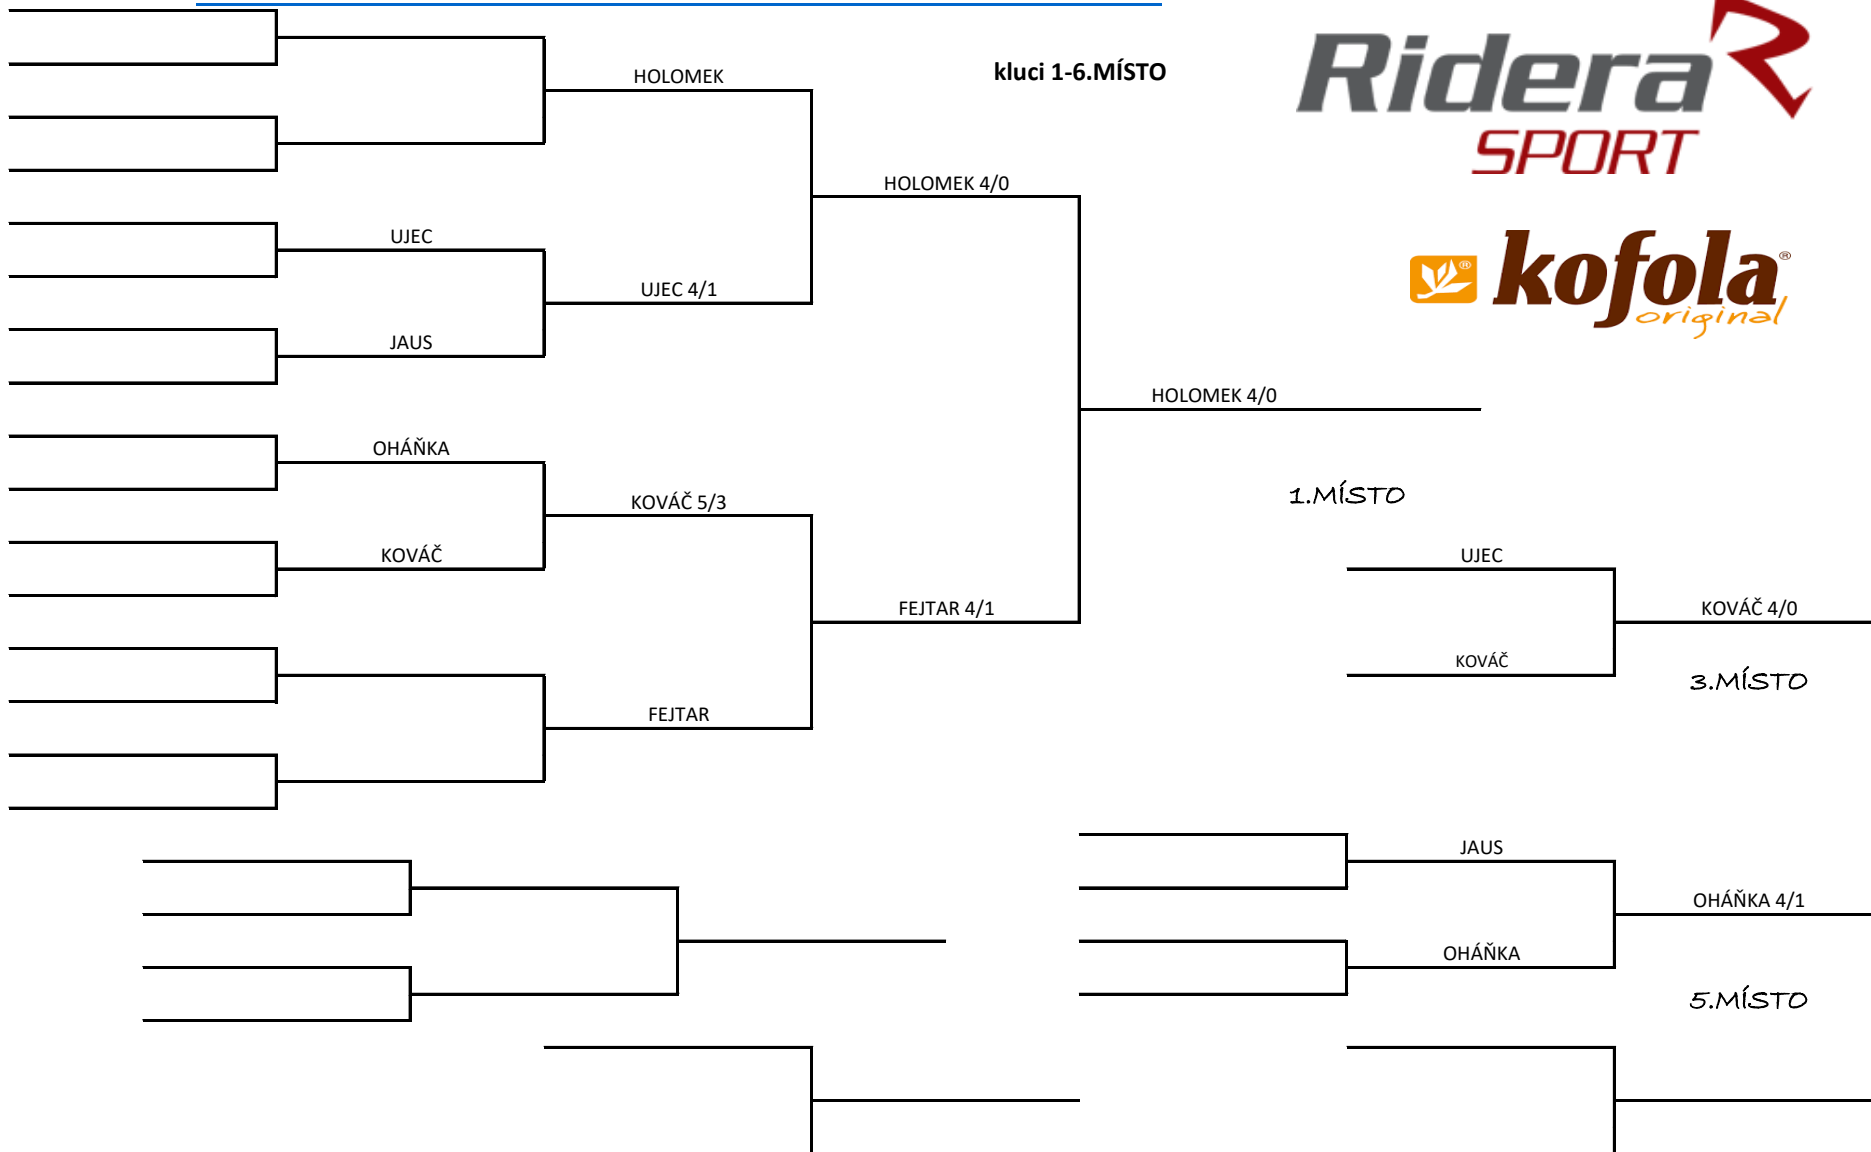 Ridera
SPORT
kluci 1-6.MÍSTO
HOLOMEK
HOLOMEK 4/0
UJEC
kofola®
original
UJEC 4/1
JAUS
HOLOMEK 4/0
OHÁŇKA
KOVÁČ 5/3
1.MÍSTO
KOVÁČ
UJEC
FEJTAR 4/1
KOVÁČ 4/0
KOVÁČ
3.MÍSTO
FEJTAR
JAUS
OHÁŇKA 4/1
OHÁŇKA
5.MÍSTO